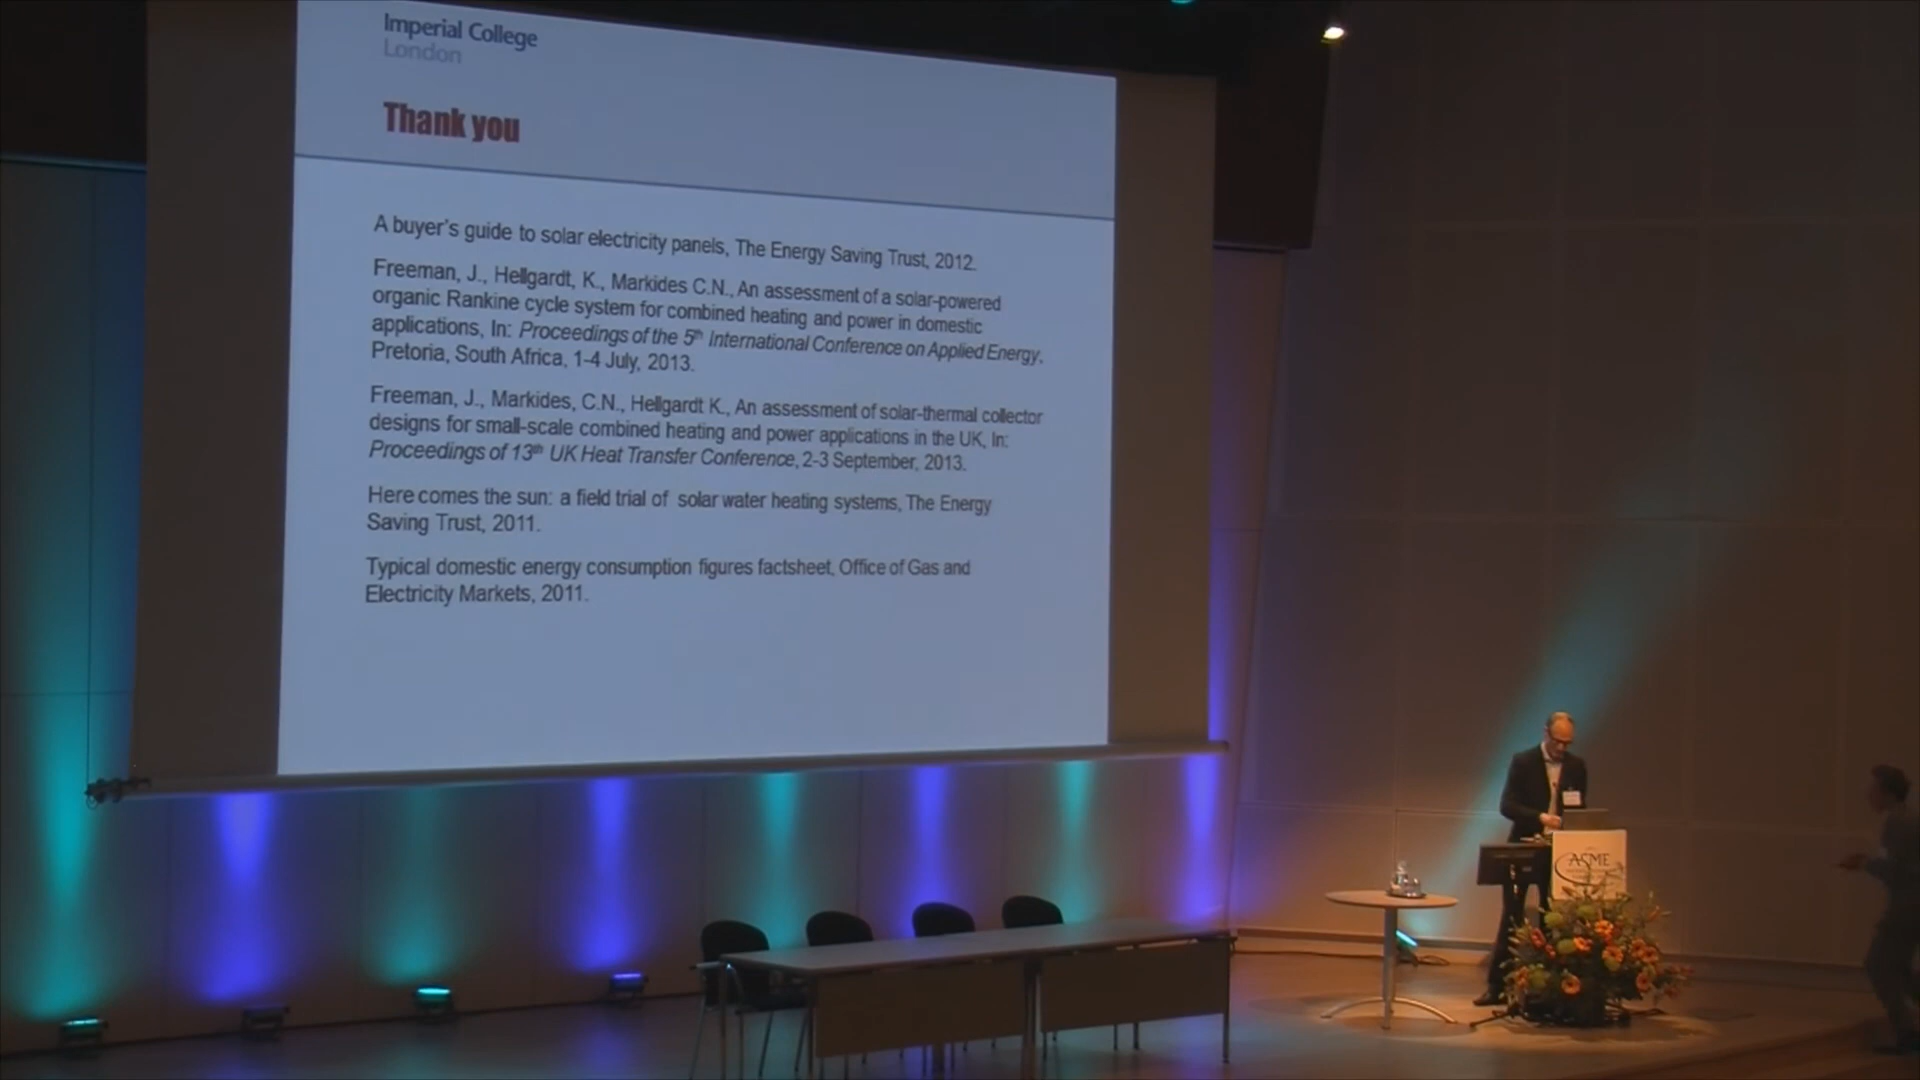 Imperial College
London
Thank you
A buyer's guide to solar electricity panels, The Energy Saving Trust, 2012.
Freeman, J., Hellgardt, K., Markides C.N., An assessment of a solar-powered
organic Rankine cycle system for combined heating and power in domestic
applications, In: Proceedings of the 5th International Conference on Applied Energy,
Pretoria, South Africa, 1-4 July, 2013.
Freeman, J., Markides, C.N., Hellgardt K., An assessment of solar-thermal collector
designs for small-scale combined heating and power applications in the UK, In:
Proceedings of 13th UK Heat Transfer Conference, 2-3 September, 2013.
Here comes the sun: a field trial of solar water heating systems, The Energy
Saving Trust, 2011.
Typical domestic energy consumption figures factsheet, Office of Gas and
Electricity Markets, 2011.
ASME